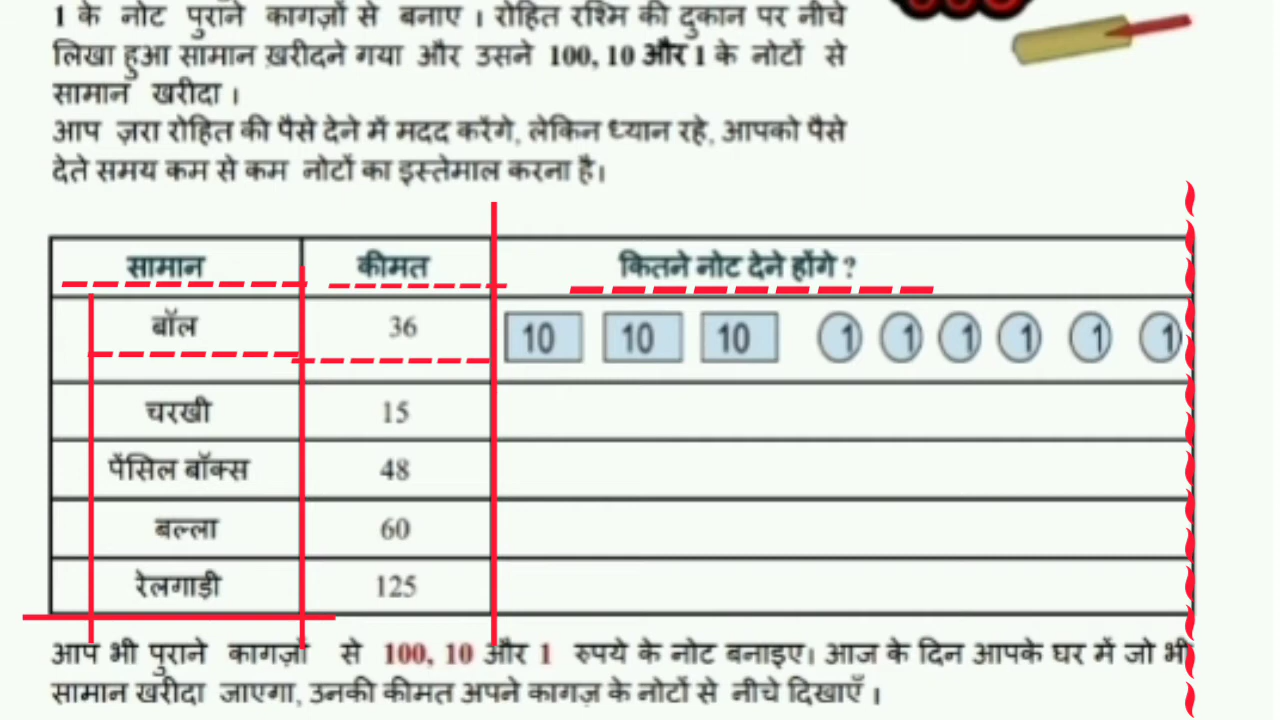 1 के नोट पुराने कागज़ों से बनाए । रोहित रश्मि की दुकान पर नीचे
लिखा हुआ सामान ख़रीदने गया और उसने 100, 10 और 1 के नोटों से
सामान खरीदा ।
आप ज़रा रोहित की पैसे देने में मदद करेंगे, लेकिन ध्यान रहे, आपको पैसे
देते समय कम से कम नोटों का इस्तेमाल करना है।
सामान कीमत कितने नोट देने होंगे ?
बॉल 36 10 10 10 1 1 1 1 1 1
चरखी 15
पेंसिल बॉक्स 48
बल्ला 60
रेलगाड़ी 125
आप भी पुराने कागज़ों से 100, 10 और 1 रुपये के नोट बनाइए। आज के दिन आपके घर में जो भी
सामान खरीदा जाएगा, उनकी कीमत अपने कागज़ के नोटों से नीचे दिखाएँ ।